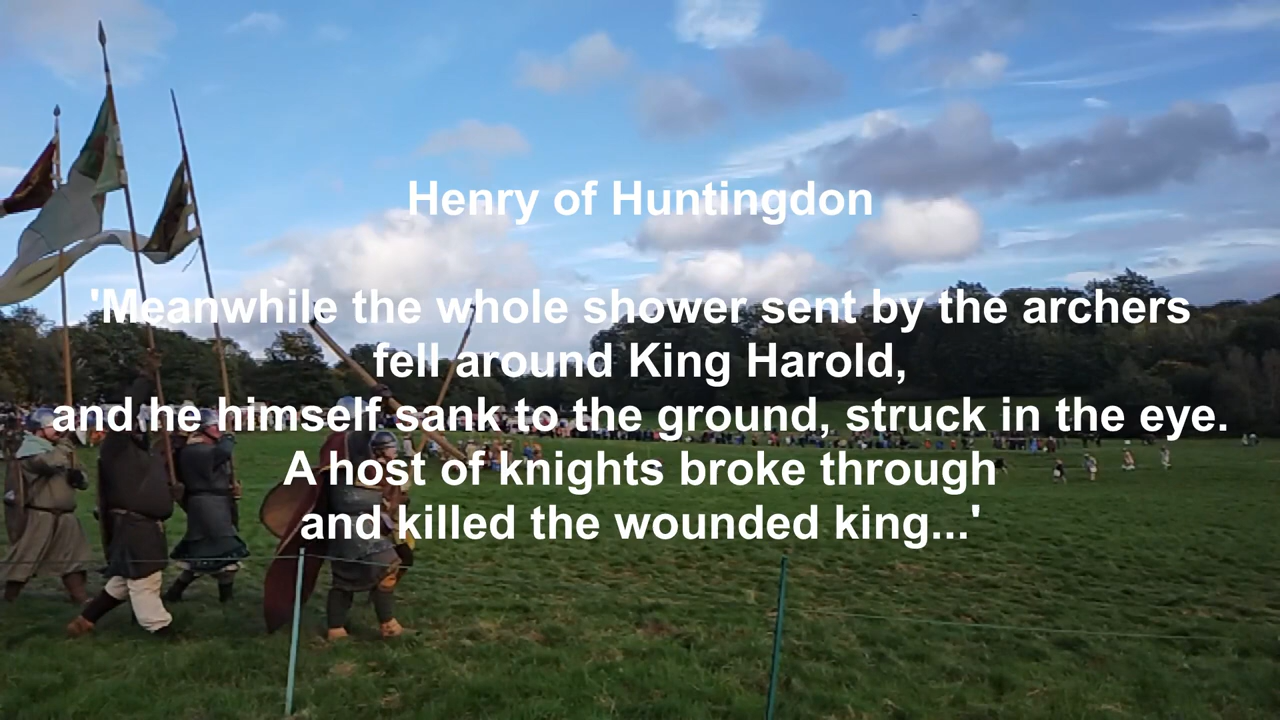 Henry of Huntingdon
'Meanwhile the whole shower sent by the archers
fell around King Harold,
and he himself sank to the ground, struck in the eye.
A host of knights broke through
and killed the wounded king...'